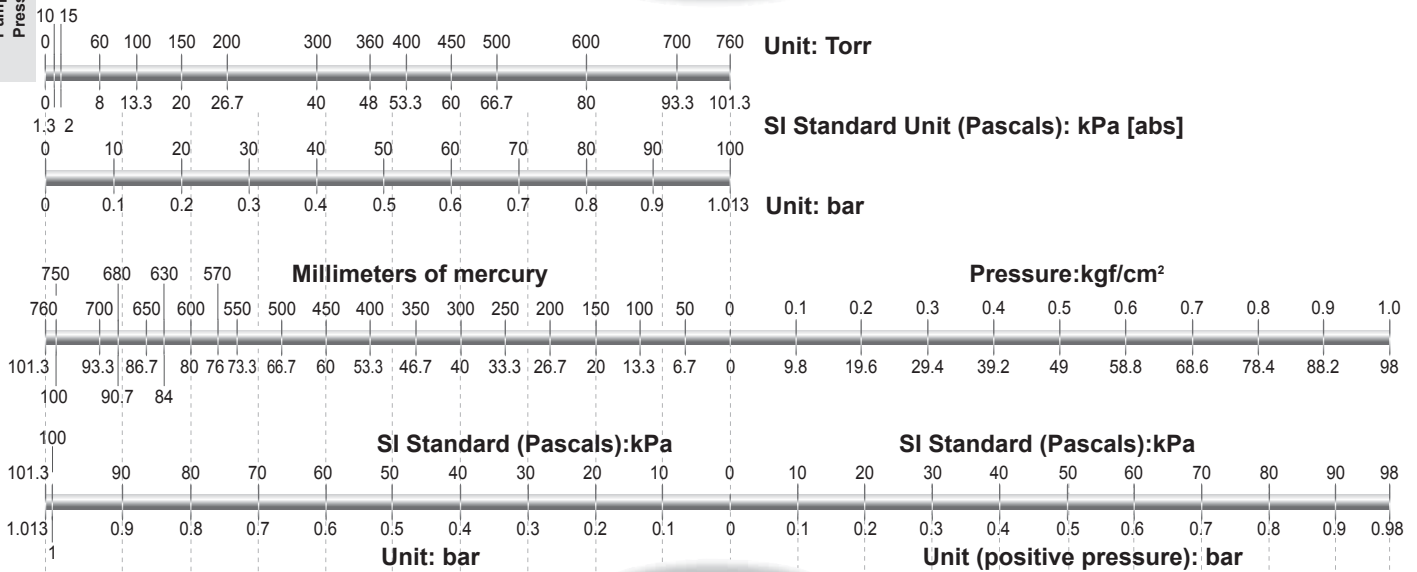 Press
10 15
0 60 100 150 200 300 360 400 450 500 600 700 760 Unit: Torr
0 8 13.3 20 26.7 40 48 53.3 60 66.7 80 93.3 101.3
1.3 2 SI Standard Unit (Pascals): kPa [abs]
0 10 20 30 40 50 60 70 80 90 100
0 0.1 0.2 0.3 0.4 0.5 0.6 0.7 0.8 0.9 1.013 Unit: bar
750 680 630 570 Millimeters of mercury Pressure:kgf/cm²
760 700 650 600 550 500 450 400 350 300 250 200 150 100 50 0 0.1 0.2 0.3 0.4 0.5 0.6 0.7 0.8 0.9 1.0
101.3 93.3 86.7 80 76 73.3 66.7 60 53.3 46.7 40 33.3 26.7 20 13.3 6.7 0 9.8 19.6 29.4 39.2 49 58.8 68.6 78.4 88.2 98
100 90.7 84
100 SI Standard (Pascals):kPa SI Standard (Pascals):kPa
101.3 90 80 70 60 50 40 30 20 10 0 10 20 30 40 50 60 70 80 90 98
1.013 0.9 0.8 0.7 0.6 0.5 0.4 0.3 0.2 0.1 0 0.1 0.2 0.3 0.4 0.5 0.6 0.7 0.8 0.9 0.98
1 Unit: bar Unit (positive pressure): bar